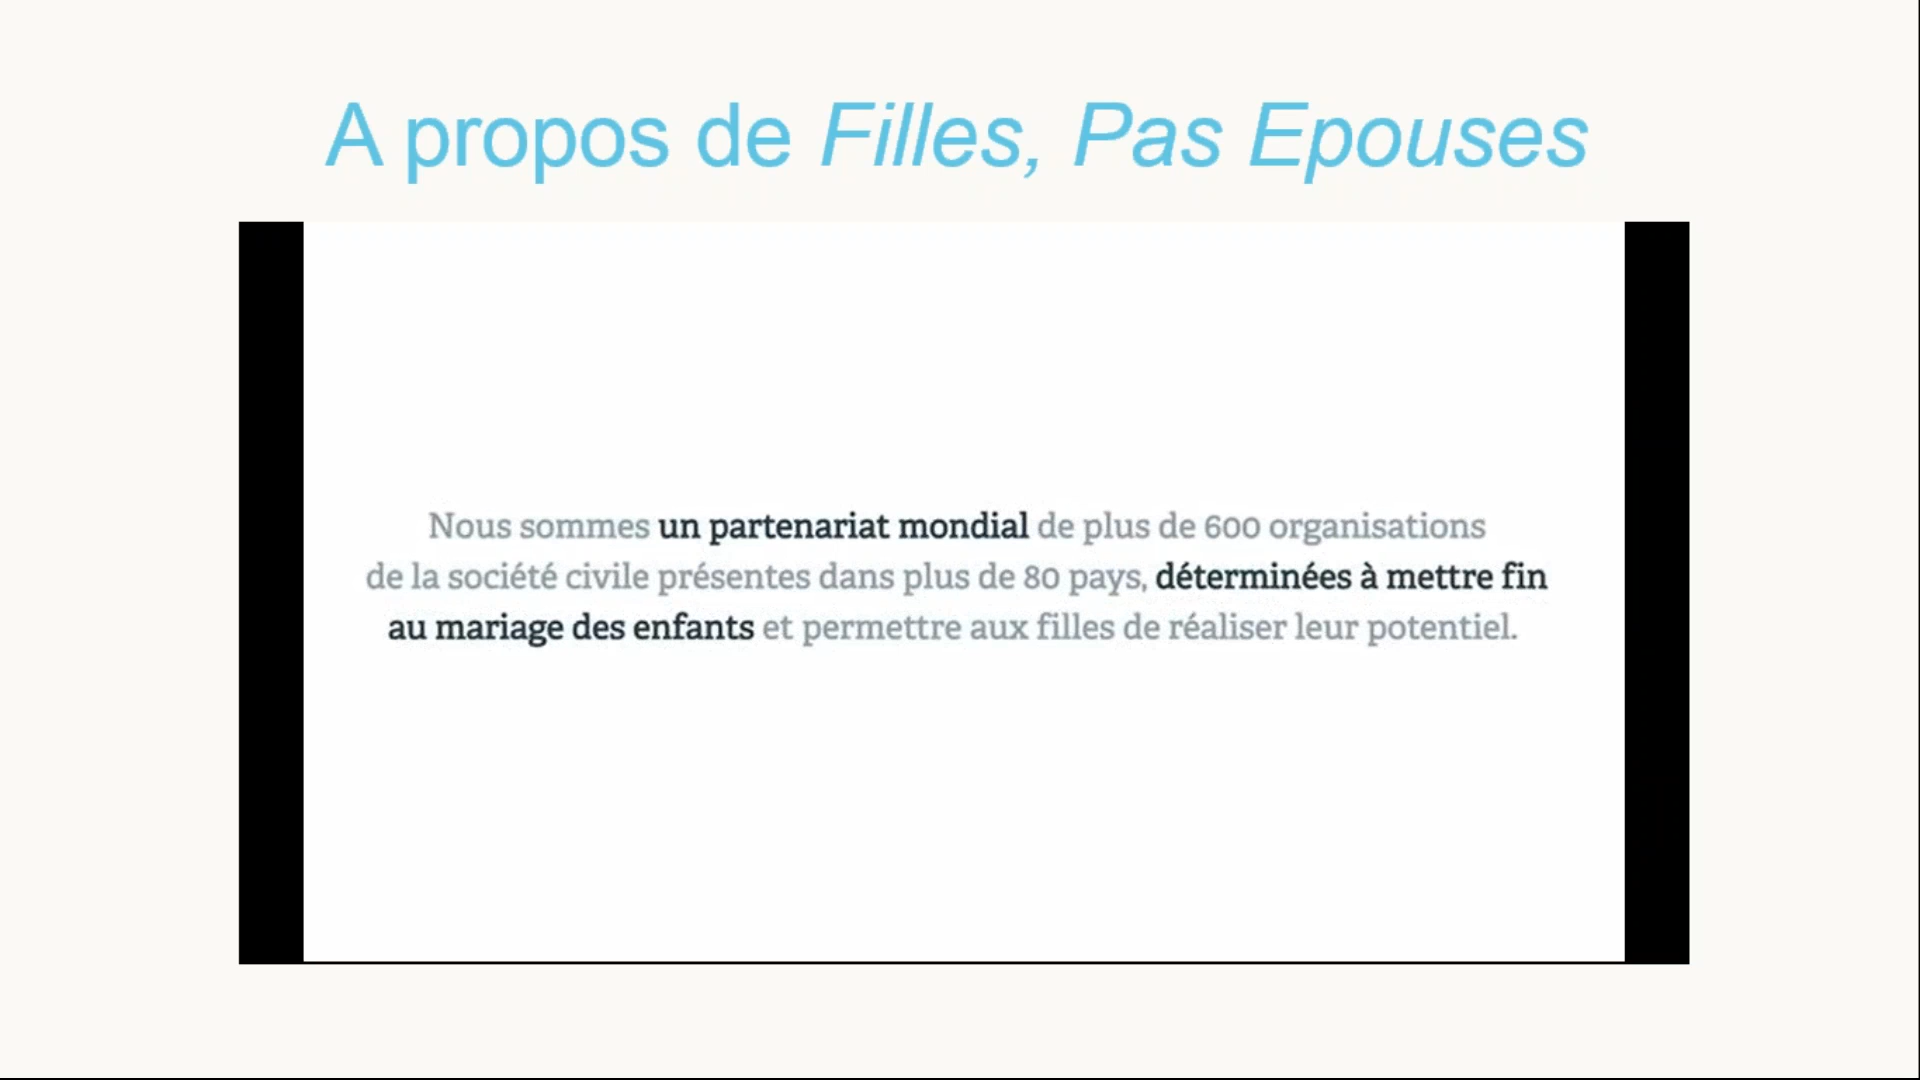 A propos de Filles, Pas Epouses
Nous sommes un partenariat mondial de plus de 600 organisations
de la société civile présentes dans plus de 80 pays, déterminées à mettre fin
au mariage des enfants et permettre aux filles de réaliser leur potentiel.